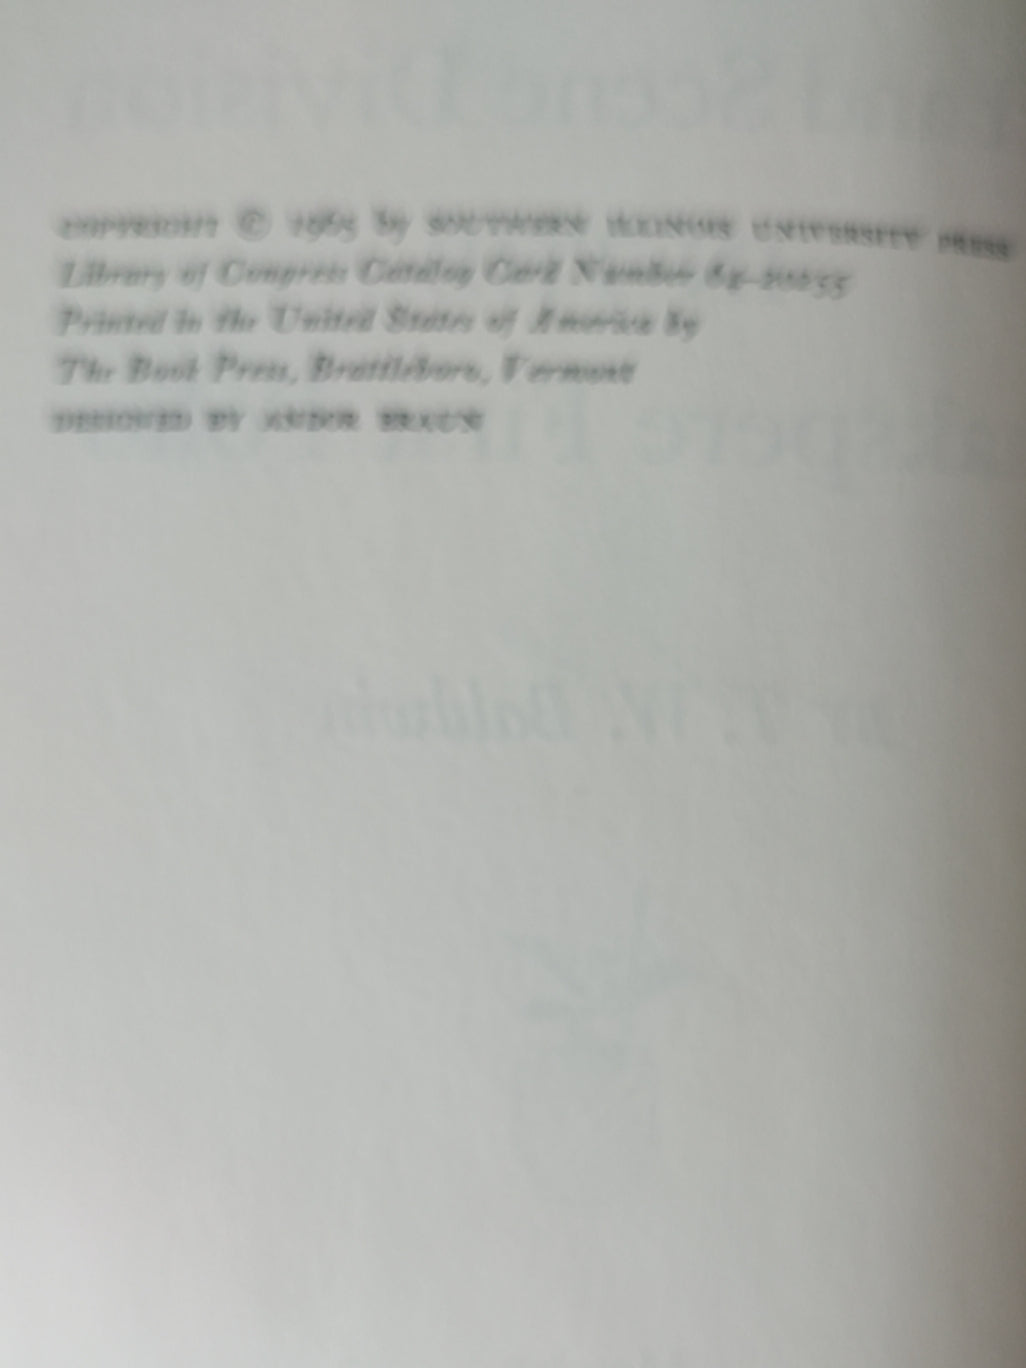 COPYRIGHT © 1965 by SOUTHERN ILLINOIS UNIVERSITY PRESS
Library of Congress Catalog Card Number
Printed in the United States of America by
The Book Press, Brattleboro, Vermont
DESIGNED BY ANDOR BRAUN